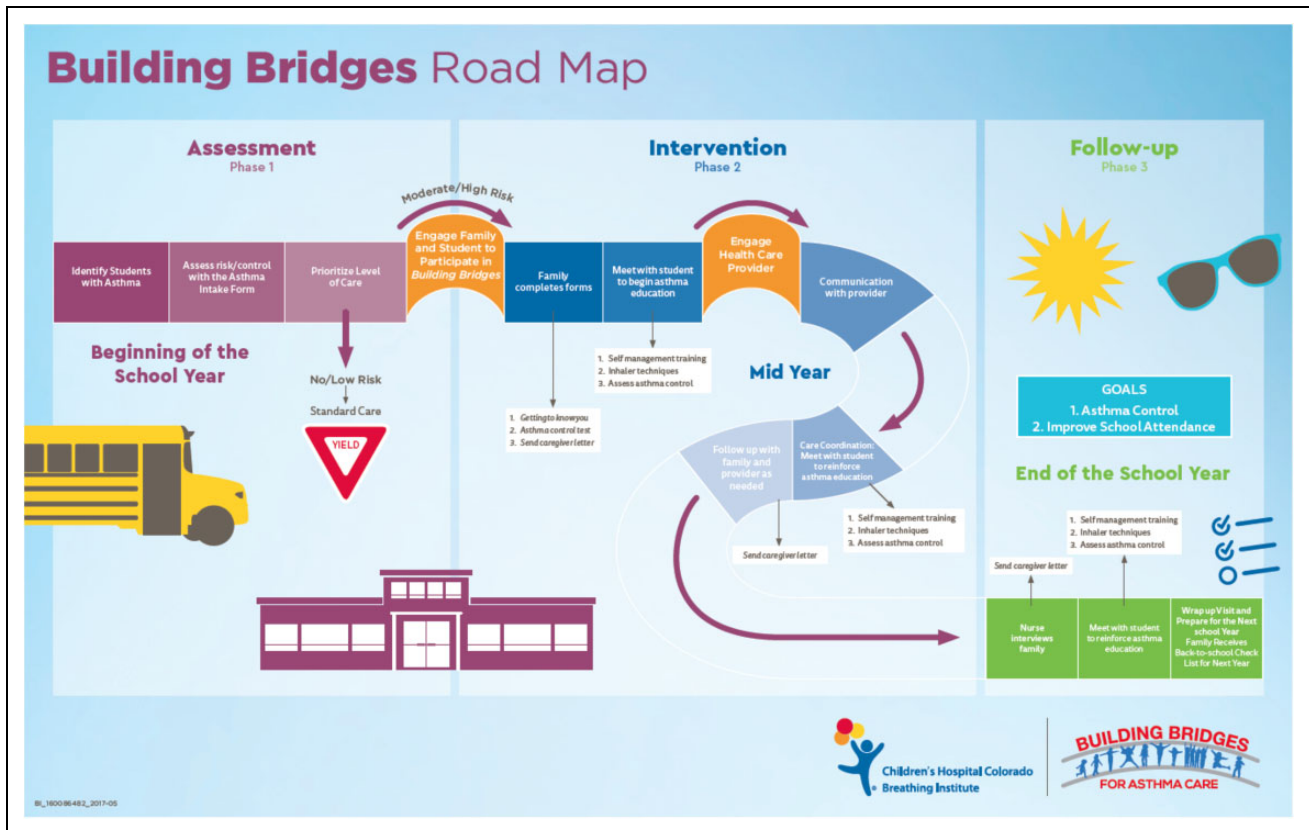 Building Bridges Road Map
Assessment
Phase 1
Intervention
Phase 2
Follow-up
Phase 3
Moderate/High Risk
Identify Students
with Asthma
Assess risk/control
with the Asthma
Intake Form
Prioritize Level
of Care
Engage Family
and Student to
Participate in
Building Bridges
Family
completes forms
Meet with student
to begin asthma
education
Engage
Health Care
Provider
Communication
with provider
Beginning of the
School Year
No/Low Risk
Standard Care
YIELD
1. Getting to know you
2. Asthma control test
3. Send caregiver letter
1. Self management training
2. Inhaler techniques
3. Assess asthma control
Mid Year
Care Coordination:
Meet with student
to reinforce
asthma education
1. Self management training
2. Inhaler techniques
3. Assess asthma control
Follow up with
family and
provider as
needed
Send caregiver letter
GOALS
1. Asthma Control
2. Improve School Attendance
End of the School Year
Send caregiver letter
1. Self management training
2. Inhaler techniques
3. Assess asthma control
Nurse
interviews
family
Meet with student
to reinforce asthma
education
Wrap up Visit and
Prepare for the Next
school Year
Family Receives
Back-to-school Check
List for Next Year
Children's Hospital Colorado
® Breathing Institute
BUILDING BRIDGES
FOR ASTHMA CARE
BI_160086482_2017-05